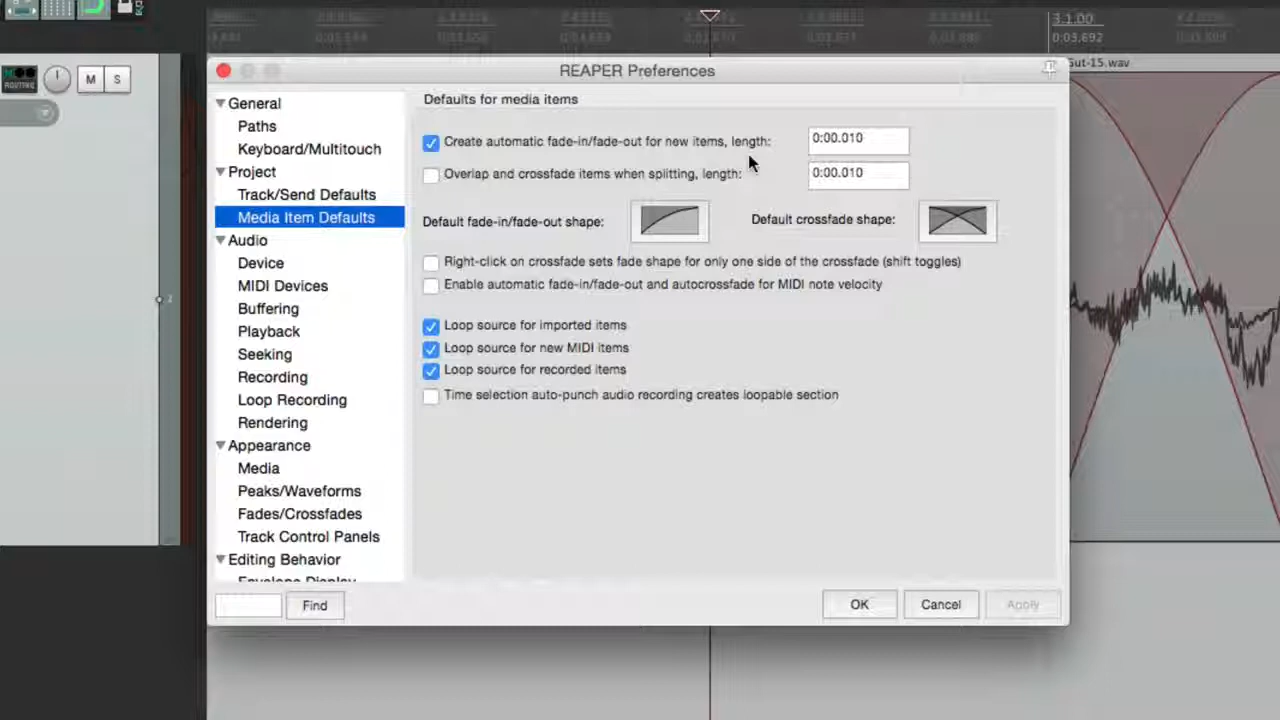 3.1.00
0:03.692
REAPER Preferences
ROUTING
M S
Gut-15.wav
Defaults for media items
General
Paths
Keyboard/Multitouch
Project
Track/Send Defaults
Media Item Defaults
Audio
Device
MIDI Devices
Buffering
Playback
Seeking
Recording
Loop Recording
Rendering
Appearance
Media
Peaks/Waveforms
Fades/Crossfades
Track Control Panels
Editing Behavior
Envelope Display
Create automatic fade-in/fade-out for new items, length: 0:00.010
Overlap and crossfade items when splitting, length: 0:00.010
Default fade-in/fade-out shape: Default crossfade shape:
Right-click on crossfade sets fade shape for only one side of the crossfade (shift toggles)
Enable automatic fade-in/fade-out and autocrossfade for MIDI note velocity
Loop source for imported items
Loop source for new MIDI items
Loop source for recorded items
Time selection auto-punch audio recording creates loopable section
Find
OK Cancel Apply